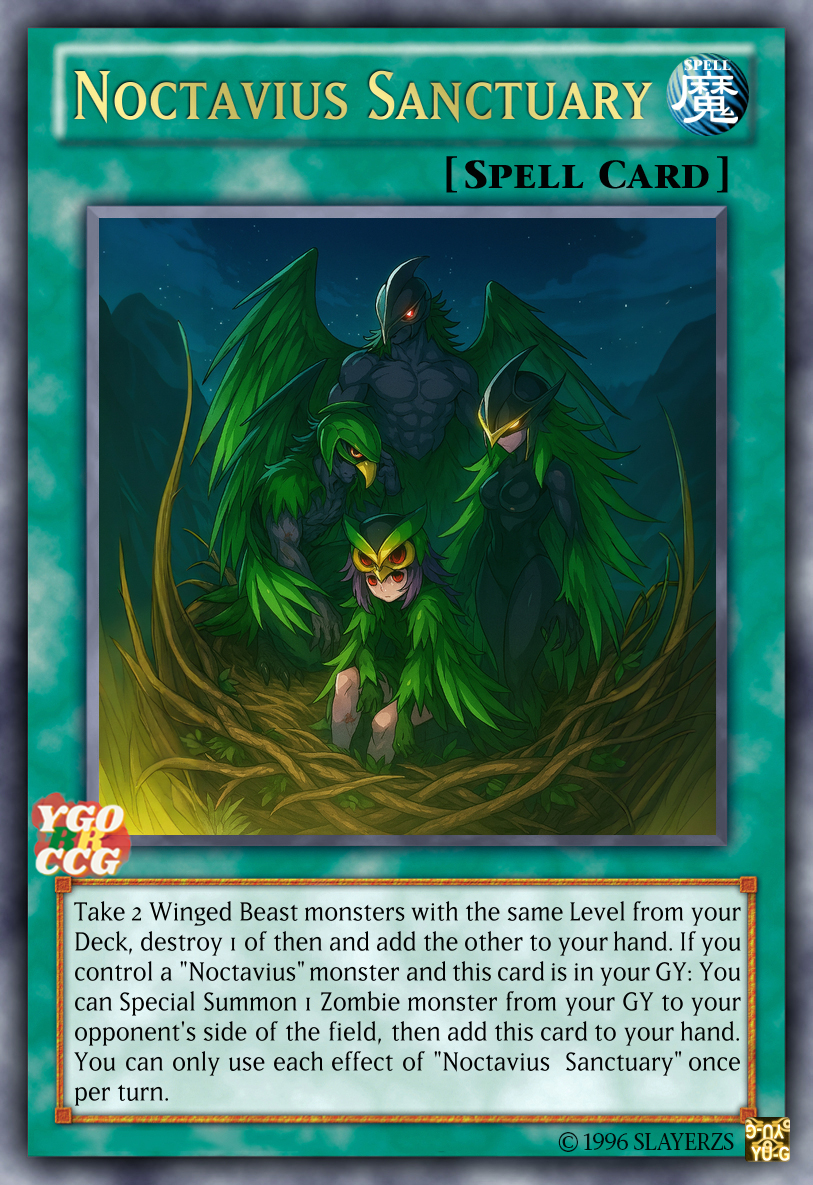 NOCTAVIUS SANCTUARY
SPELL
魔
[SPELL CARD]
YGO
BR
CCG
Take 2 Winged Beast monsters with the same Level from your
Deck, destroy 1 of then and add the other to your hand. If you
control a "Noctavius" monster and this card is in your GY: You
can Special Summon 1 Zombie monster from your GY to your
opponent's side of the field, then add this card to your hand.
You can only use each effect of "Noctavius  Sanctuary" once
per turn.
© 1996 SLAYERZS
YU-G